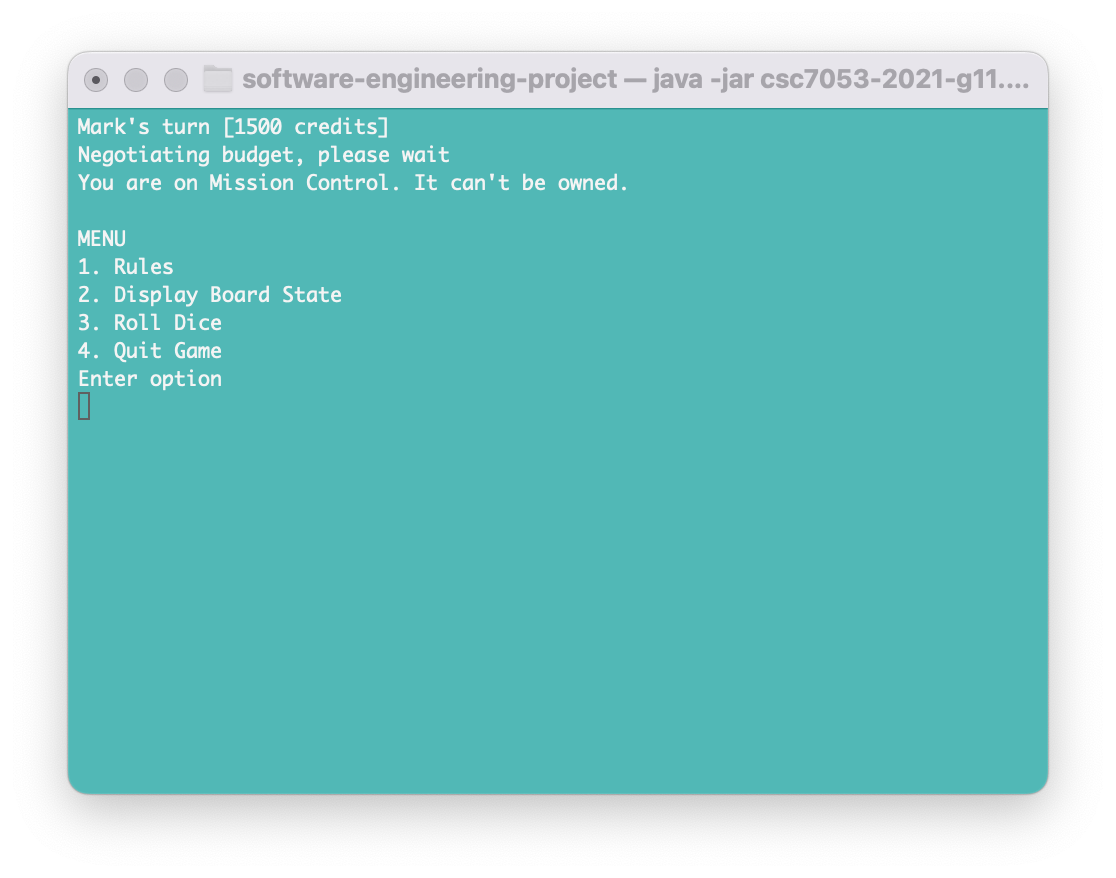 software-engineering-project — java -jar csc7053-2021-g11....
Mark's turn [1500 credits]
Negotiating budget, please wait
You are on Mission Control. It can't be owned.
MENU
1. Rules
2. Display Board State
3. Roll Dice
4. Quit Game
Enter option